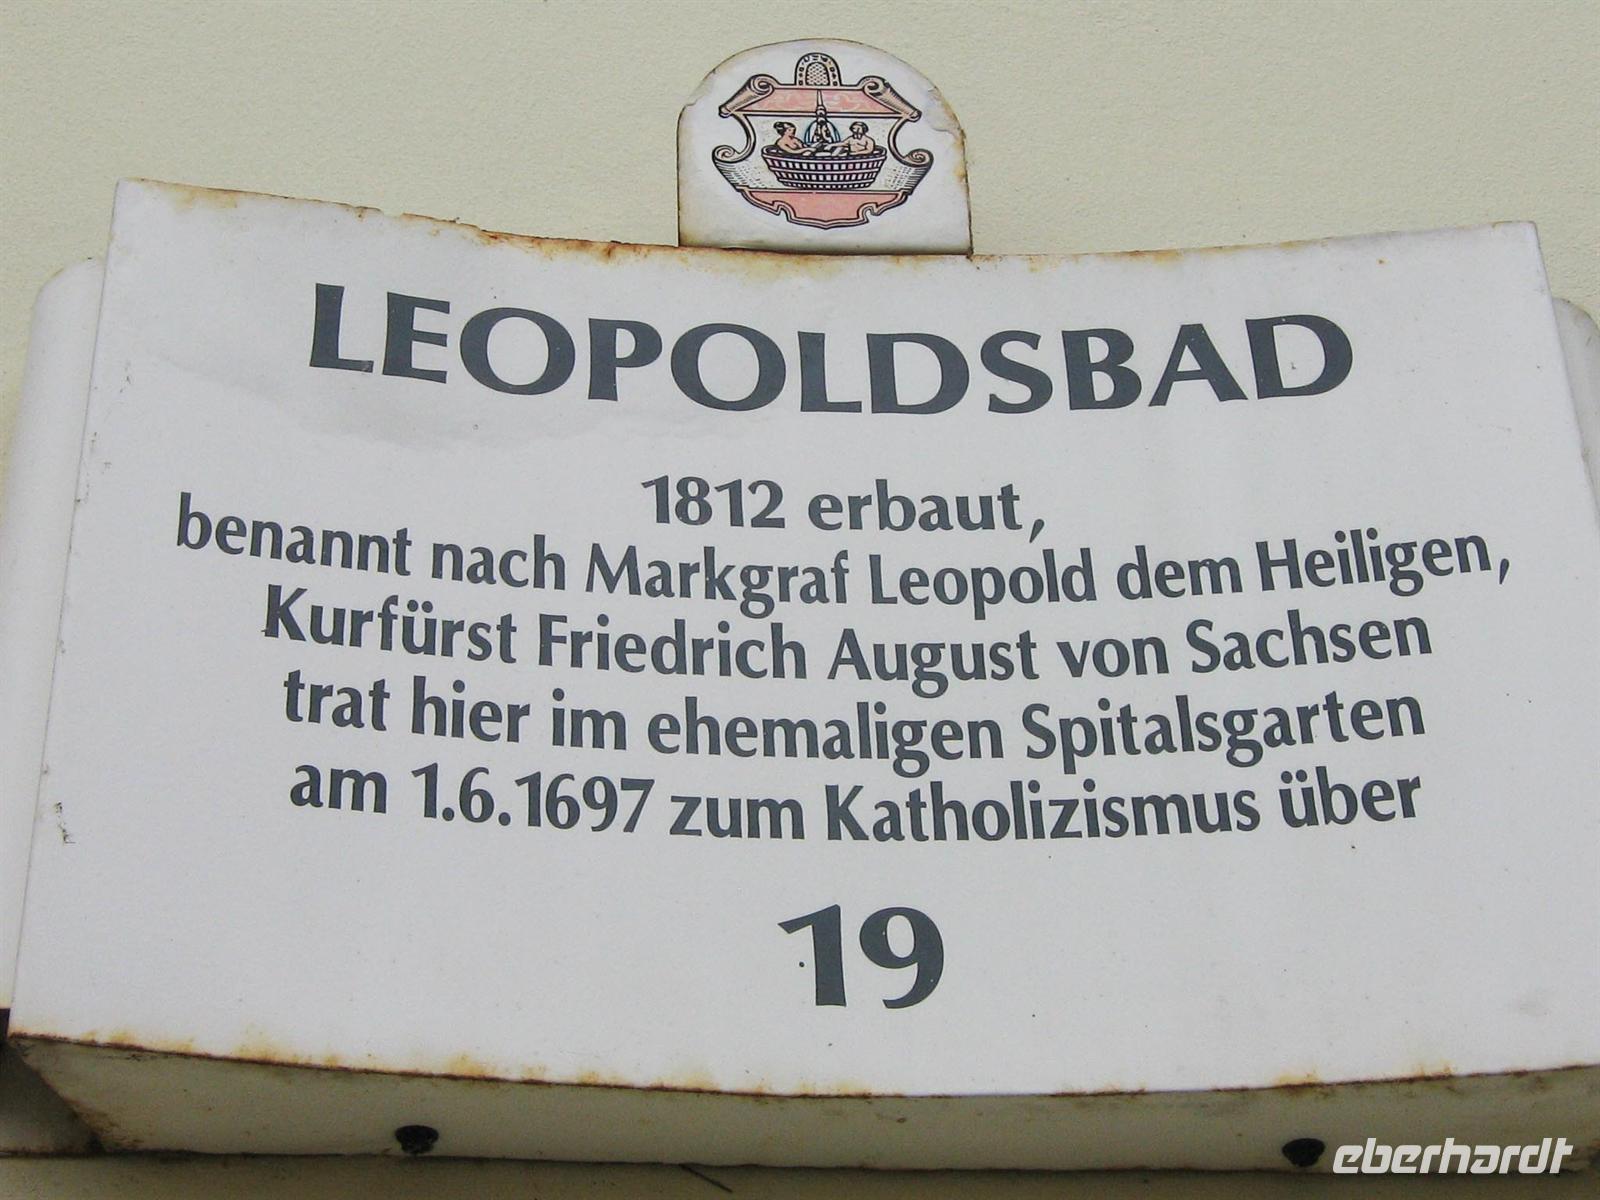 LEOPOLDSBAD
1812 erbaut,
benannt nach Markgraf Leopold dem Heiligen,
Kurfürst Friedrich August von Sachsen
trat hier im ehemaligen Spitalsgarten
am 1.6.1697 zum Katholizismus über
19
eberhardt